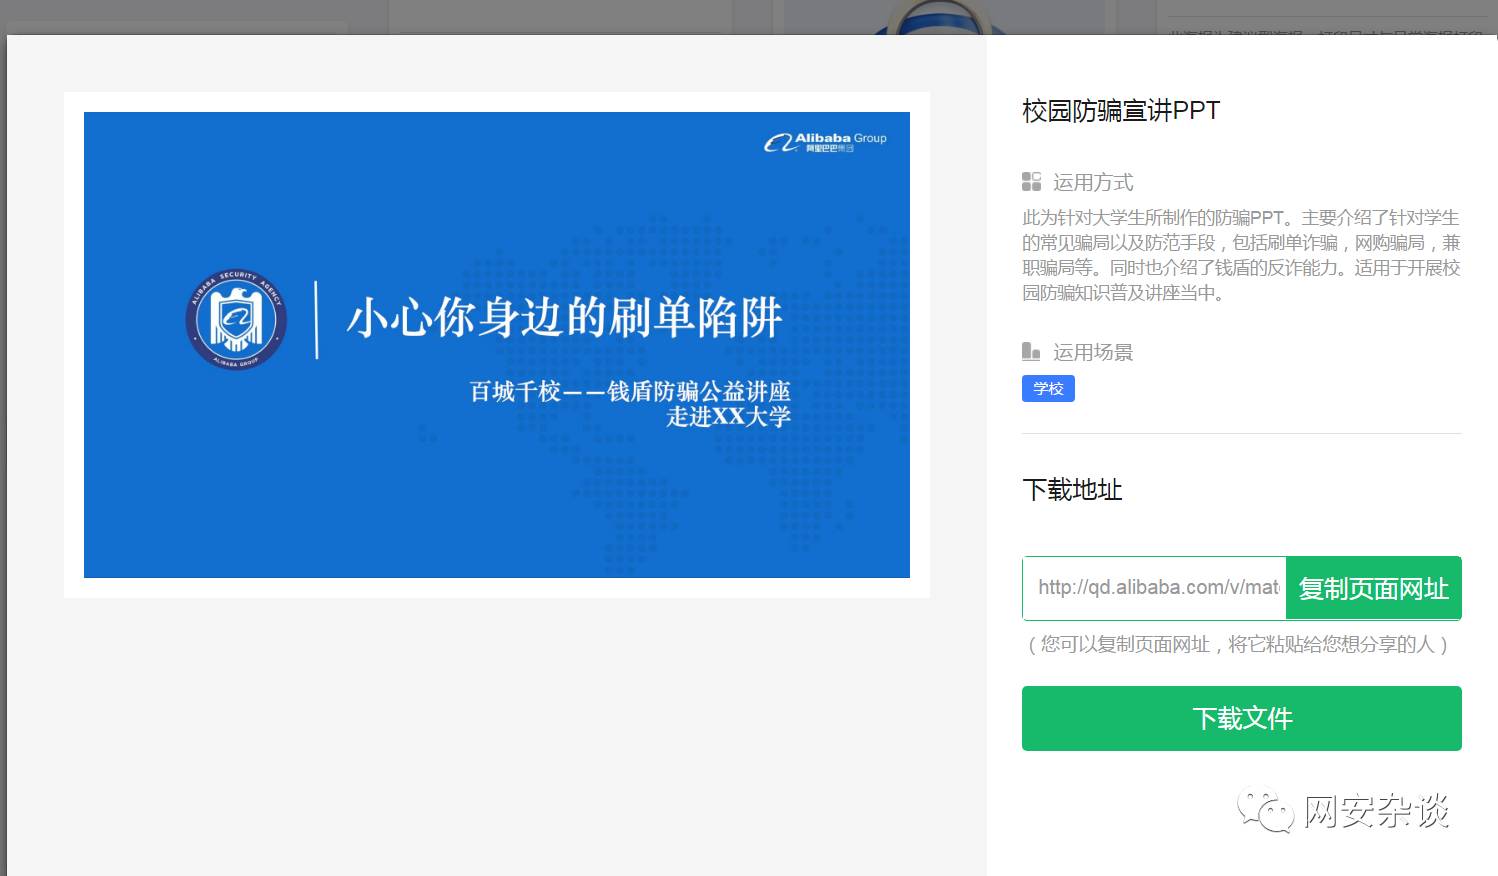 Alibaba Group
阿里巴巴集团
ALIBABA SECURITY AGENCY
ALIBABA GROUP
小心你身边的刷单陷阱
百城千校——钱盾防骗公益讲座
走进XX大学
校园防骗宣讲PPT
运用方式
此为针对大学生所制作的防骗PPT。主要介绍了针对学生
的常见骗局以及防范手段，包括刷单诈骗，网购骗局，兼
职骗局等。同时也介绍了钱盾的反诈能力。适用于开展校
园防骗知识普及讲座当中。
运用场景
学校
下载地址
http://qd.alibaba.com/v/mat
复制页面网址
（您可以复制页面网址，将它粘贴给您想分享的人）
下载文件
网安杂谈